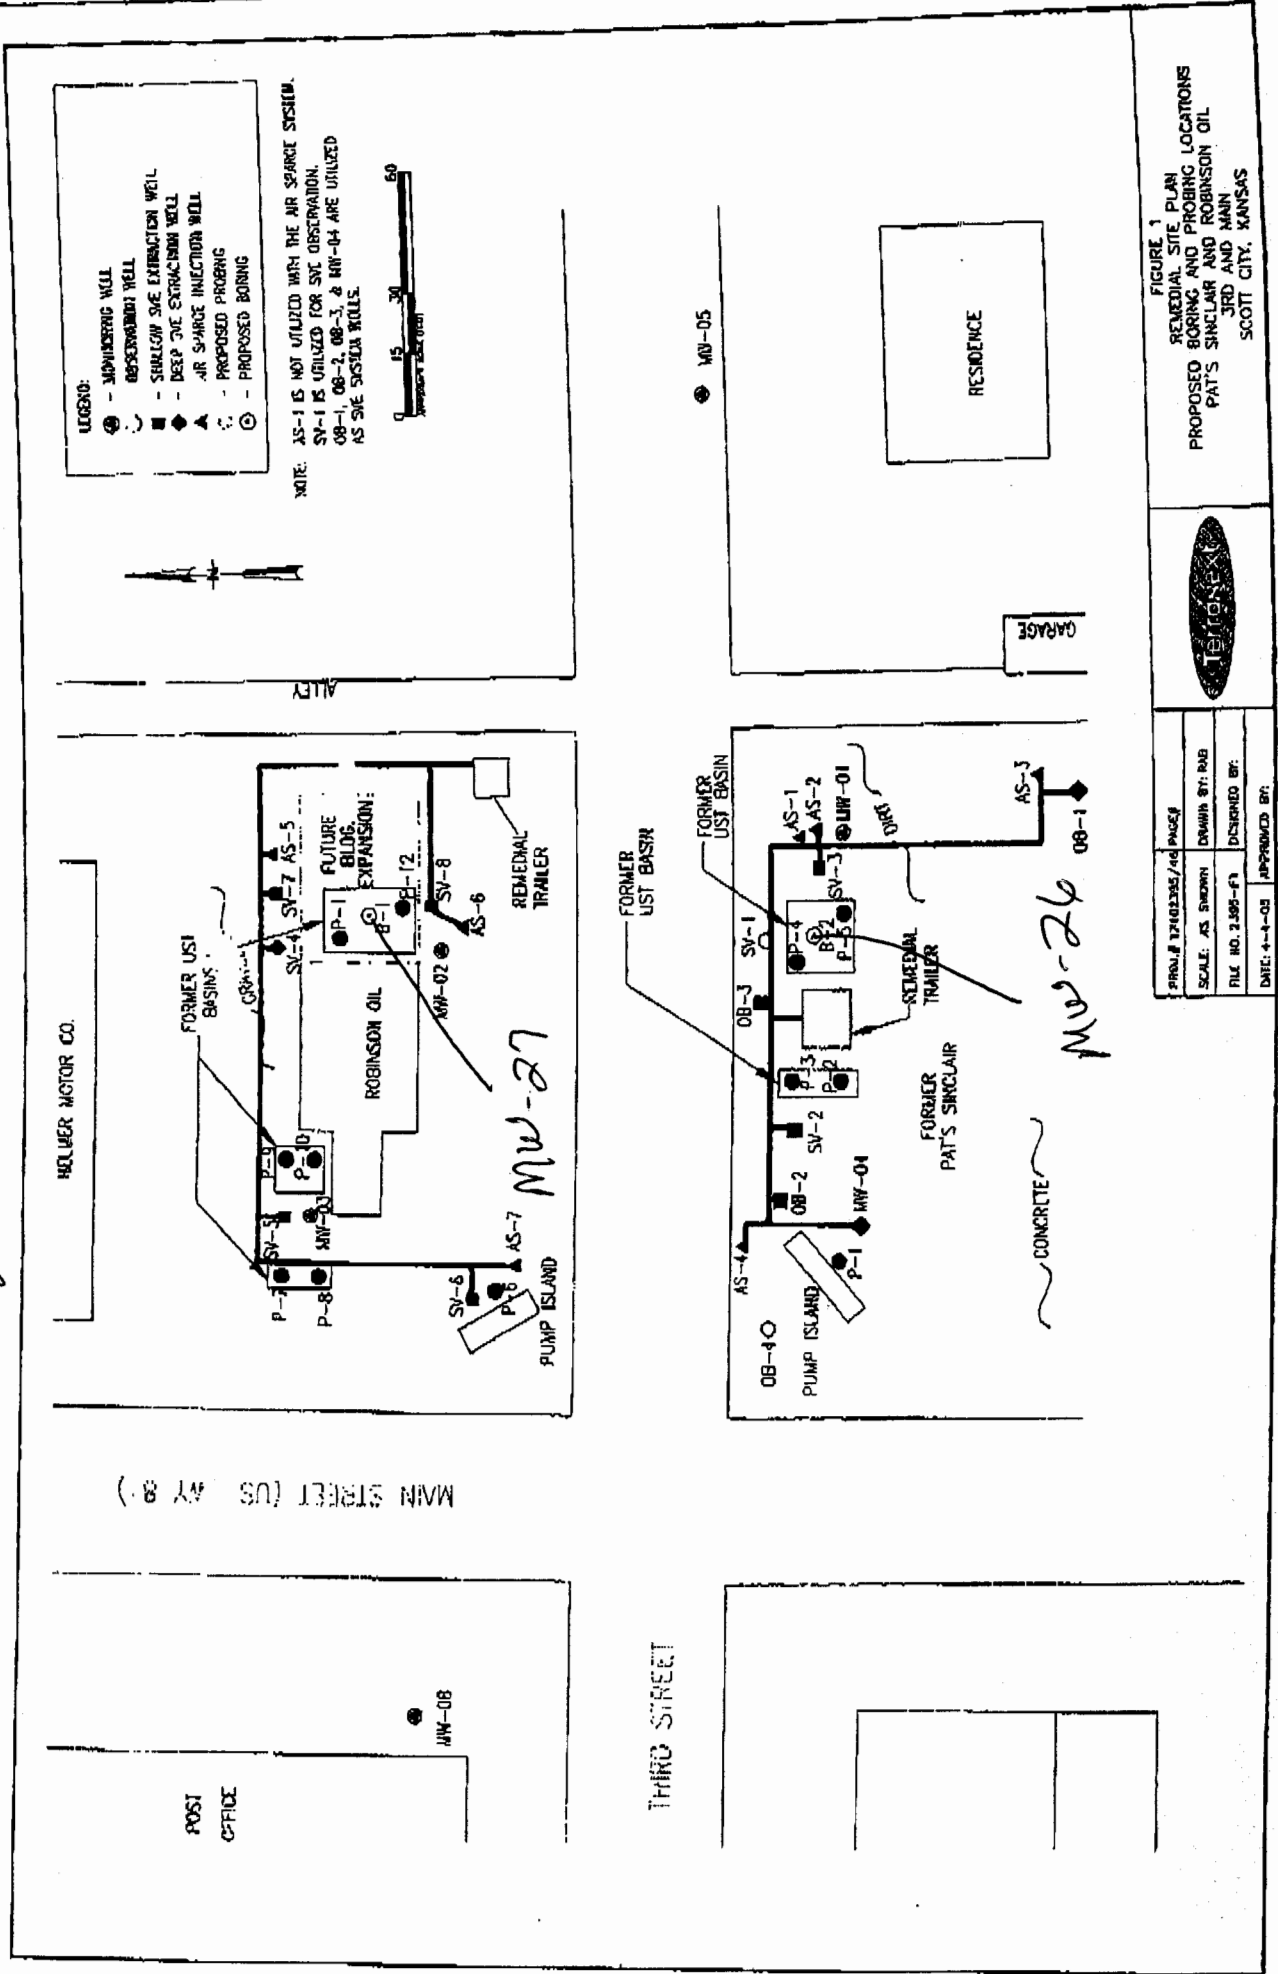 LEGEND:
- MONITORING WELL
OBSERVATION WELL
- SHALLOW SVE EXTRACTION WELL
- DEEP SVE EXTRACTION WELL
AIR SPARGE INJECTION WELL
- PROPOSED PROBING
- PROPOSED BORING
NOTE: AS-1 IS NOT UTILIZED WITH THE AIR SPARGE SYSTEM.
SV-1 IS UTILIZED FOR SVE OBSERVATION.
OB-1, OB-2, OB-3, & MW-04 ARE UTILIZED
AS SVE SYSTEM WELLS.
0 15 30 60
N
ALLEY
POST
OFFICE
MW-08
MAIN STREET (US
THIRD STREET
MOTOR CO.
FORMER UST
BASINS
P-7
P-8
SV-5
MW-03
P-9
P-10
SV-4
SV-7
AS-5
FUTURE
BLDG.
EXPANSION
P-1
B-1
P-12
SV-8
AS-6
MW-02
ROBINSON OIL
REMEDIAL
TRAILER
MW-27
SV-6
P-6
AS-7
PUMP ISLAND
FORMER
UST BASIN
FORMER
UST BASIN
AS-4
OB-4
PUMP ISLAND
P-1
MW-04
OB-2
SV-2
P-3
P-2
OB-3
SV-1
P-4
B-2
P-5
SV-3
AS-1
AS-2
MW-01
REMEDIAL
TRAILER
FORMER
PAT'S SINCLAIR
CONCRETE
MW-26
AS-3
OB-1
MW-05
RESIDENCE
GARAGE
PROJ.#
SCALE: AS SHOWN
DRAWN BY: RAB
FILE NO. 2395-F1
DESIGNED BY:
DATE: 4-4-05
APPROVED BY:
FIGURE 1
REMEDIAL SITE PLAN
PROPOSED BORING AND PROBING LOCATIONS
PAT'S SINCLAIR AND ROBINSON OIL
3RD AND MAIN
SCOTT CITY, KANSAS